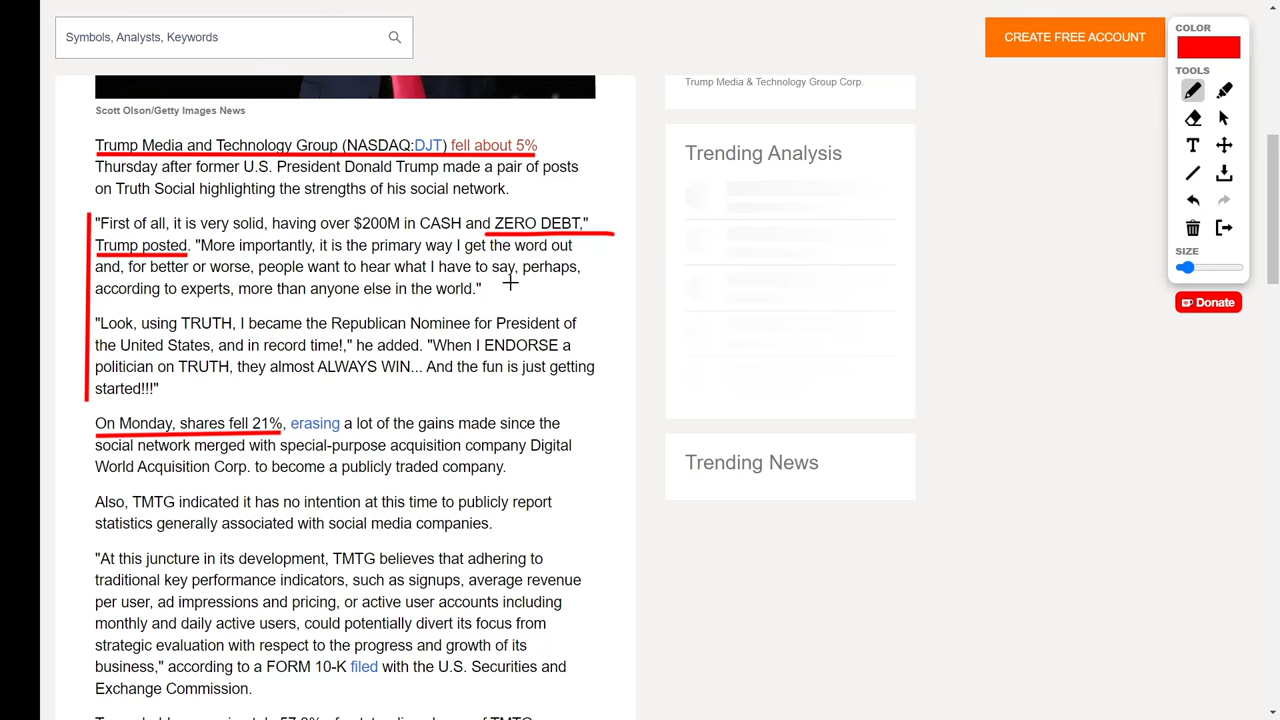 Symbols, Analysts, Keywords
CREATE FREE ACCOUNT
COLOR
TOOLS
SIZE
Donate
Scott Olson/Getty Images News
Trump Media and Technology Group (NASDAQ:DJT) fell about 5%
Thursday after former U.S. President Donald Trump made a pair of posts
on Truth Social highlighting the strengths of his social network.
"First of all, it is very solid, having over $200M in CASH and ZERO DEBT,"
Trump posted. "More importantly, it is the primary way I get the word out
and, for better or worse, people want to hear what I have to say, perhaps,
according to experts, more than anyone else in the world."
"Look, using TRUTH, I became the Republican Nominee for President of
the United States, and in record time!," he added. "When I ENDORSE a
politician on TRUTH, they almost ALWAYS WIN... And the fun is just getting
started!!!"
On Monday, shares fell 21%, erasing a lot of the gains made since the
social network merged with special-purpose acquisition company Digital
World Acquisition Corp. to become a publicly traded company.
Also, TMTG indicated it has no intention at this time to publicly report
statistics generally associated with social media companies.
"At this juncture in its development, TMTG believes that adhering to
traditional key performance indicators, such as signups, average revenue
per user, ad impressions and pricing, or active user accounts including
monthly and daily active users, could potentially divert its focus from
strategic evaluation with respect to the progress and growth of its
business," according to a FORM 10-K filed with the U.S. Securities and
Exchange Commission.
Trump Media & Technology Group Corp.
Trending Analysis
Trending News